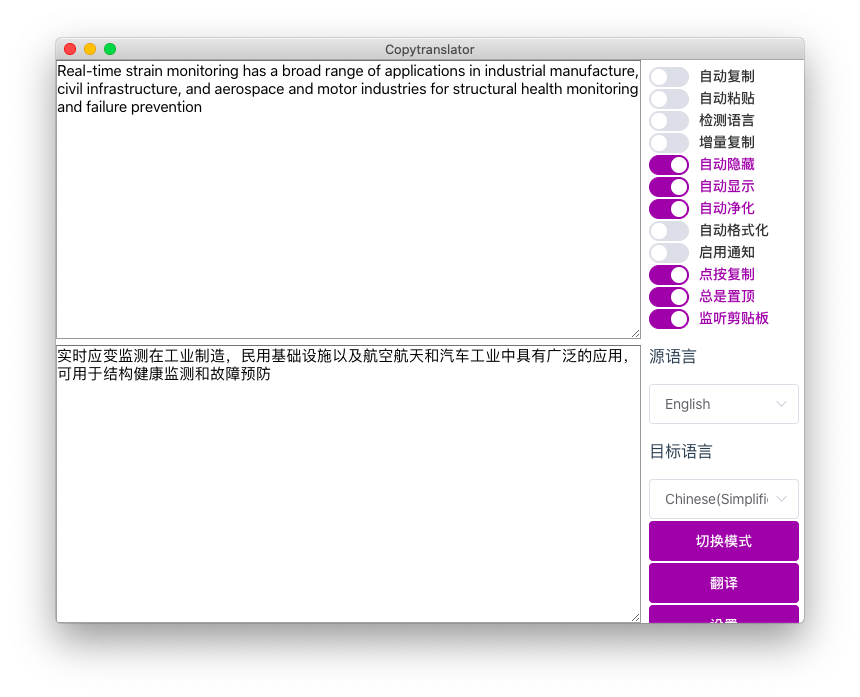 Copytranslator
Real-time strain monitoring has a broad range of applications in industrial manufacture,
civil infrastructure, and aerospace and motor industries for structural health monitoring
and failure prevention
实时应变监测在工业制造，民用基础设施以及航空航天和汽车工业中具有广泛的应用，
可用于结构健康监测和故障预防
自动复制
自动粘贴
检测语言
增量复制
自动隐藏
自动显示
自动净化
自动格式化
启用通知
点按复制
总是置顶
监听剪贴板
源语言
English
目标语言
Chinese(Simplifi
切换模式
翻译
设置